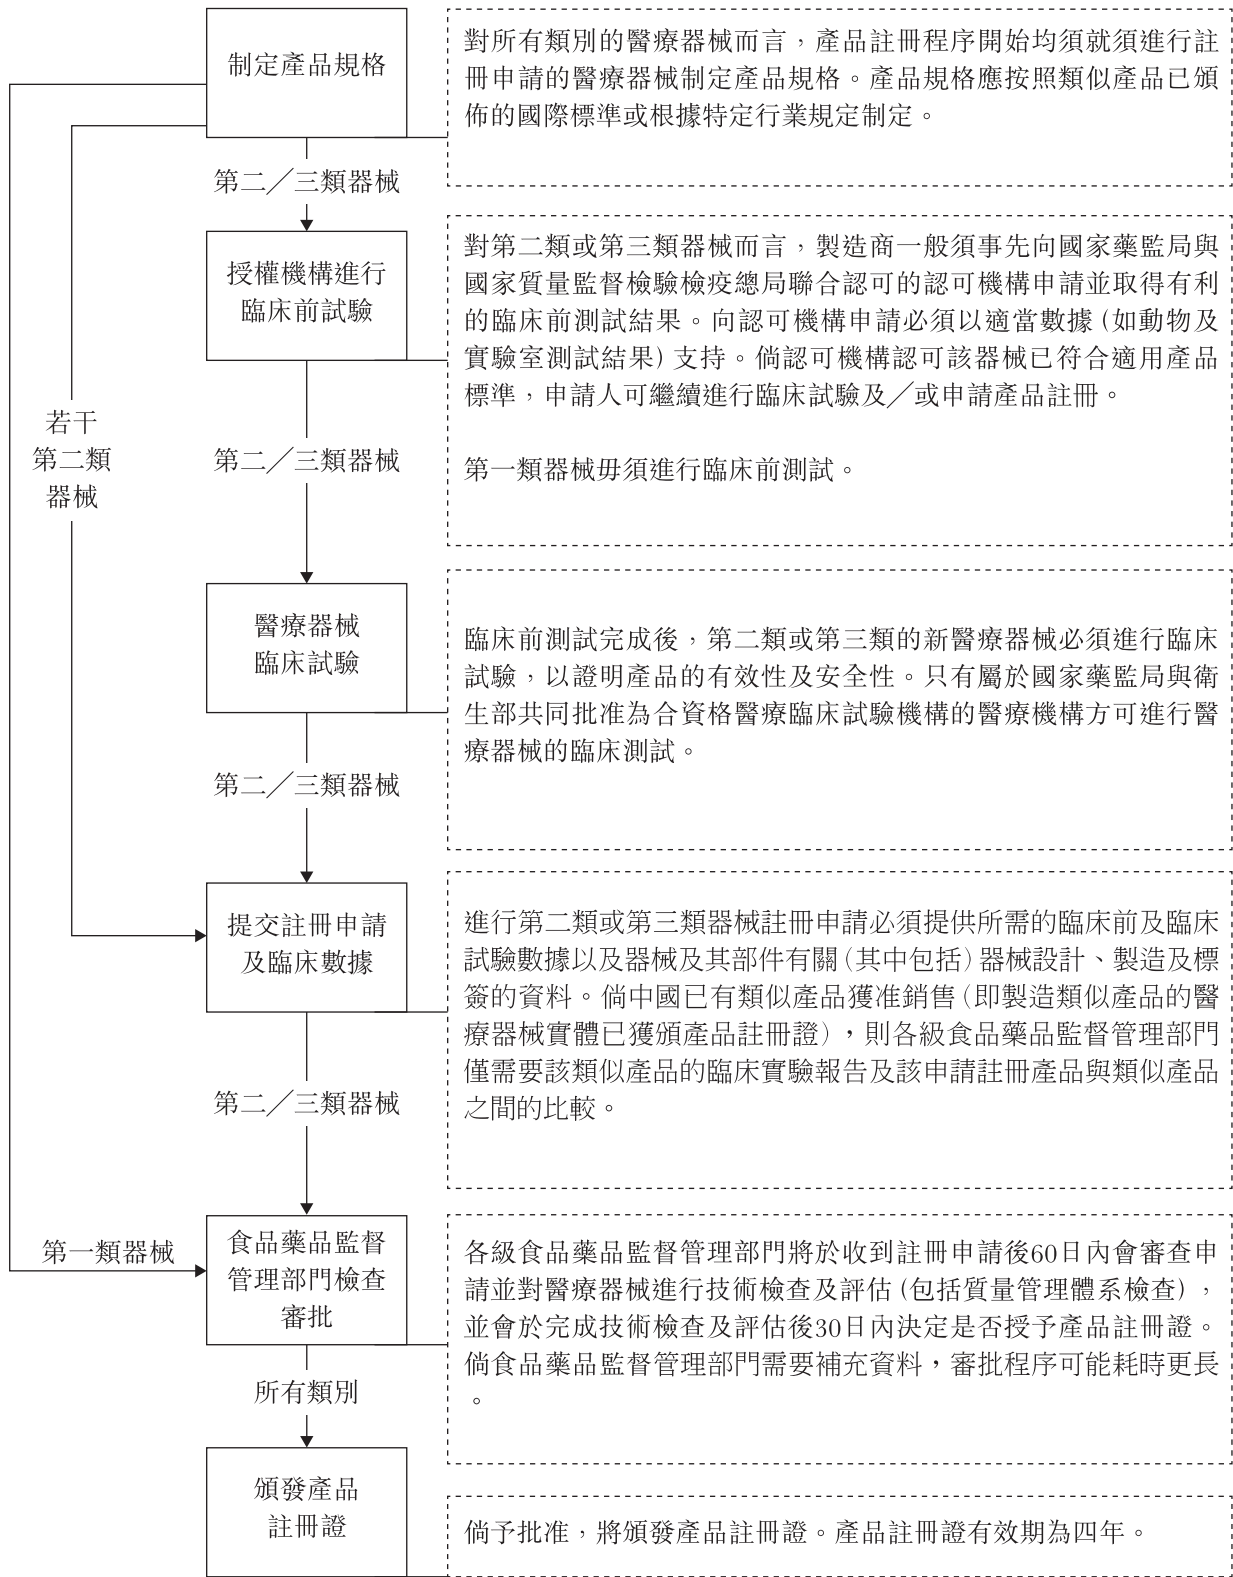 制定產品規格
對所有類別的醫療器械而言，產品註冊程序開始均須就須進行註
冊申請的醫療器械制定產品規格。產品規格應按照類似產品已頒
佈的國際標準或根據特定行業規定制定。
第二／三類器械
授權機構進行
臨床前試驗
對第二類或第三類器械而言，製造商一般須事先向國家藥監局與
國家質量監督檢驗檢疫總局聯合認可的認可機構申請並取得有利
的臨床前測試結果。向認可機構申請必須以適當數據（如動物及
實驗室測試結果）支持。倘認可機構認可該器械已符合適用產品
標準，申請人可繼續進行臨床試驗及／或申請產品註冊。
第一類器械毋須進行臨床前測試。
若干
第二類
器械
第二／三類器械
醫療器械
臨床試驗
臨床前測試完成後，第二類或第三類的新醫療器械必須進行臨床
試驗，以證明產品的有效性及安全性。只有屬於國家藥監局與衛
生部共同批准為合資格醫療臨床試驗機構的醫療機構方可進行醫
療器械的臨床測試。
第二／三類器械
提交註冊申請
及臨床數據
進行第二類或第三類器械註冊申請必須提供所需的臨床前及臨床
試驗數據以及器械及其部件有關（其中包括）器械設計、製造及標
簽的資料。倘中國已有類似產品獲准銷售（即製造類似產品的醫
療器械實體已獲頒產品註冊證），則各級食品藥品監督管理部門
僅需要該類似產品的臨床實驗報告及該申請註冊產品與類似產品
之間的比較。
第二／三類器械
第一類器械
食品藥品監督
管理部門檢查
審批
各級食品藥品監督管理部門將於收到註冊申請後60日內會審查申
請並對醫療器械進行技術檢查及評估（包括質量管理體系檢查），
並會於完成技術檢查及評估後30日內決定是否授予產品註冊證。
倘食品藥品監督管理部門需要補充資料，審批程序可能耗時更長
。
所有類別
頒發產品
註冊證
倘予批准，將頒發產品註冊證。產品註冊證有效期為四年。